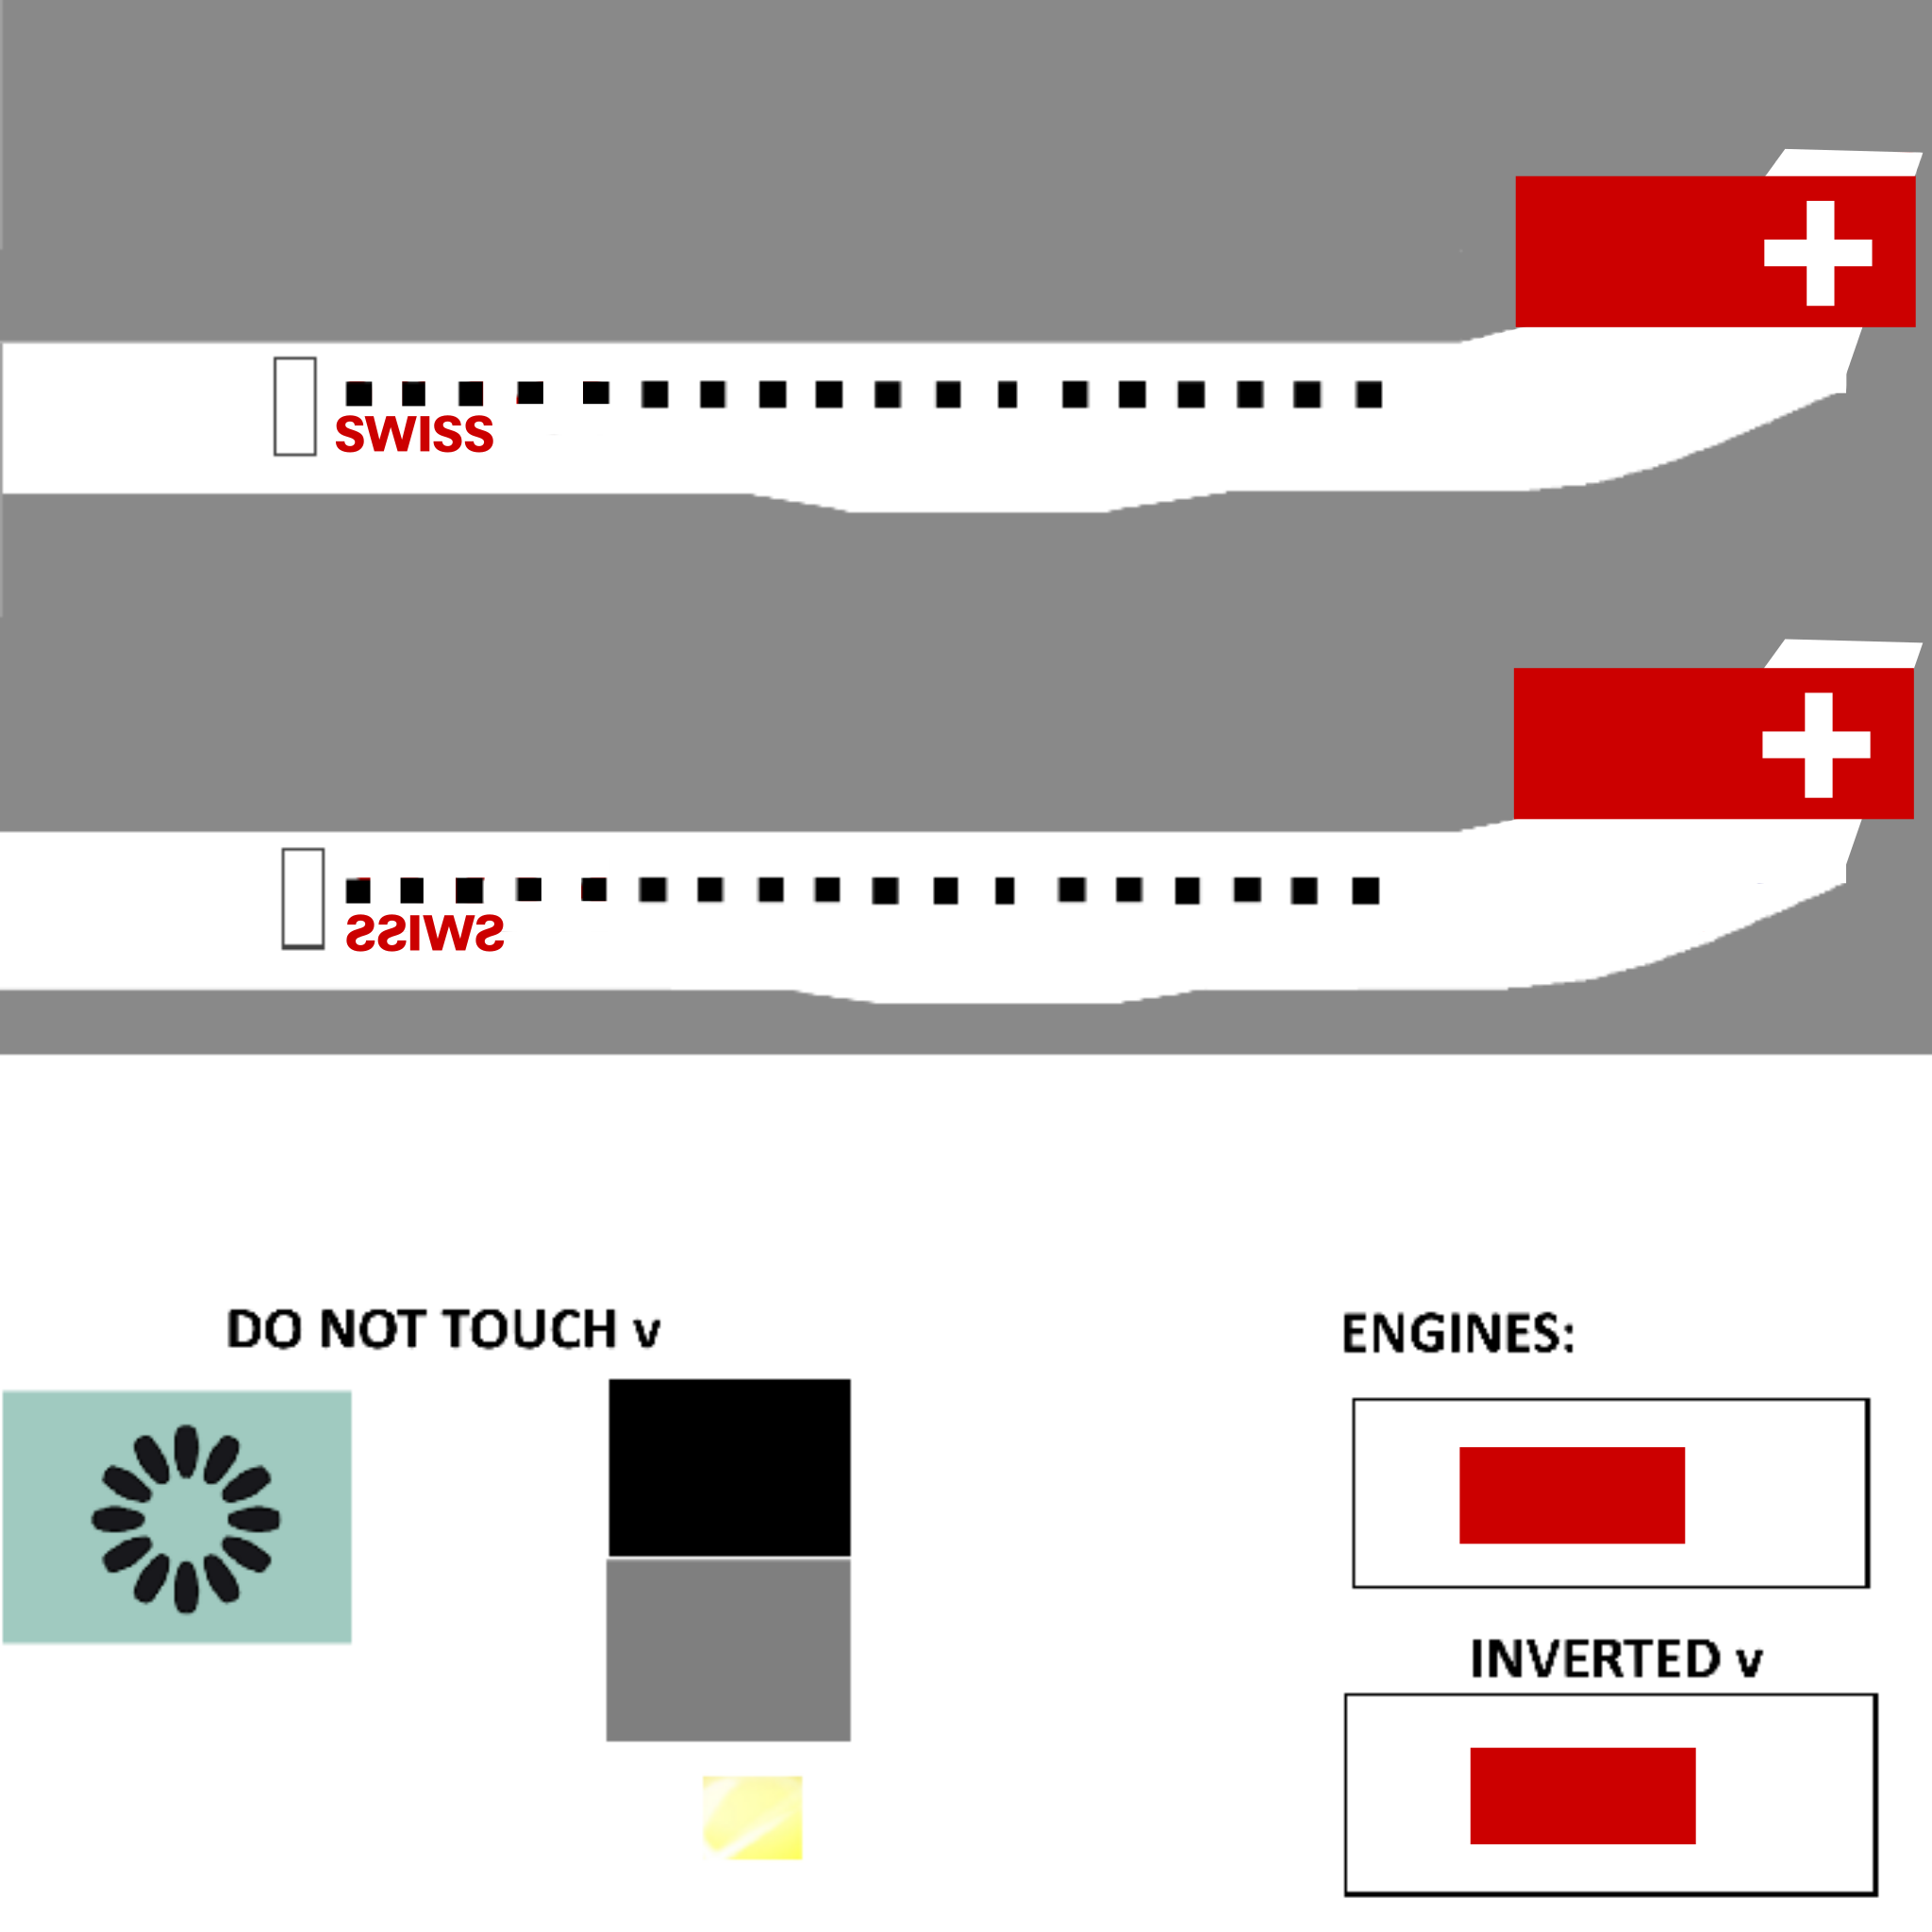 SWISS
SWISS
DO NOT TOUCH v
ENGINES:
INVERTED v